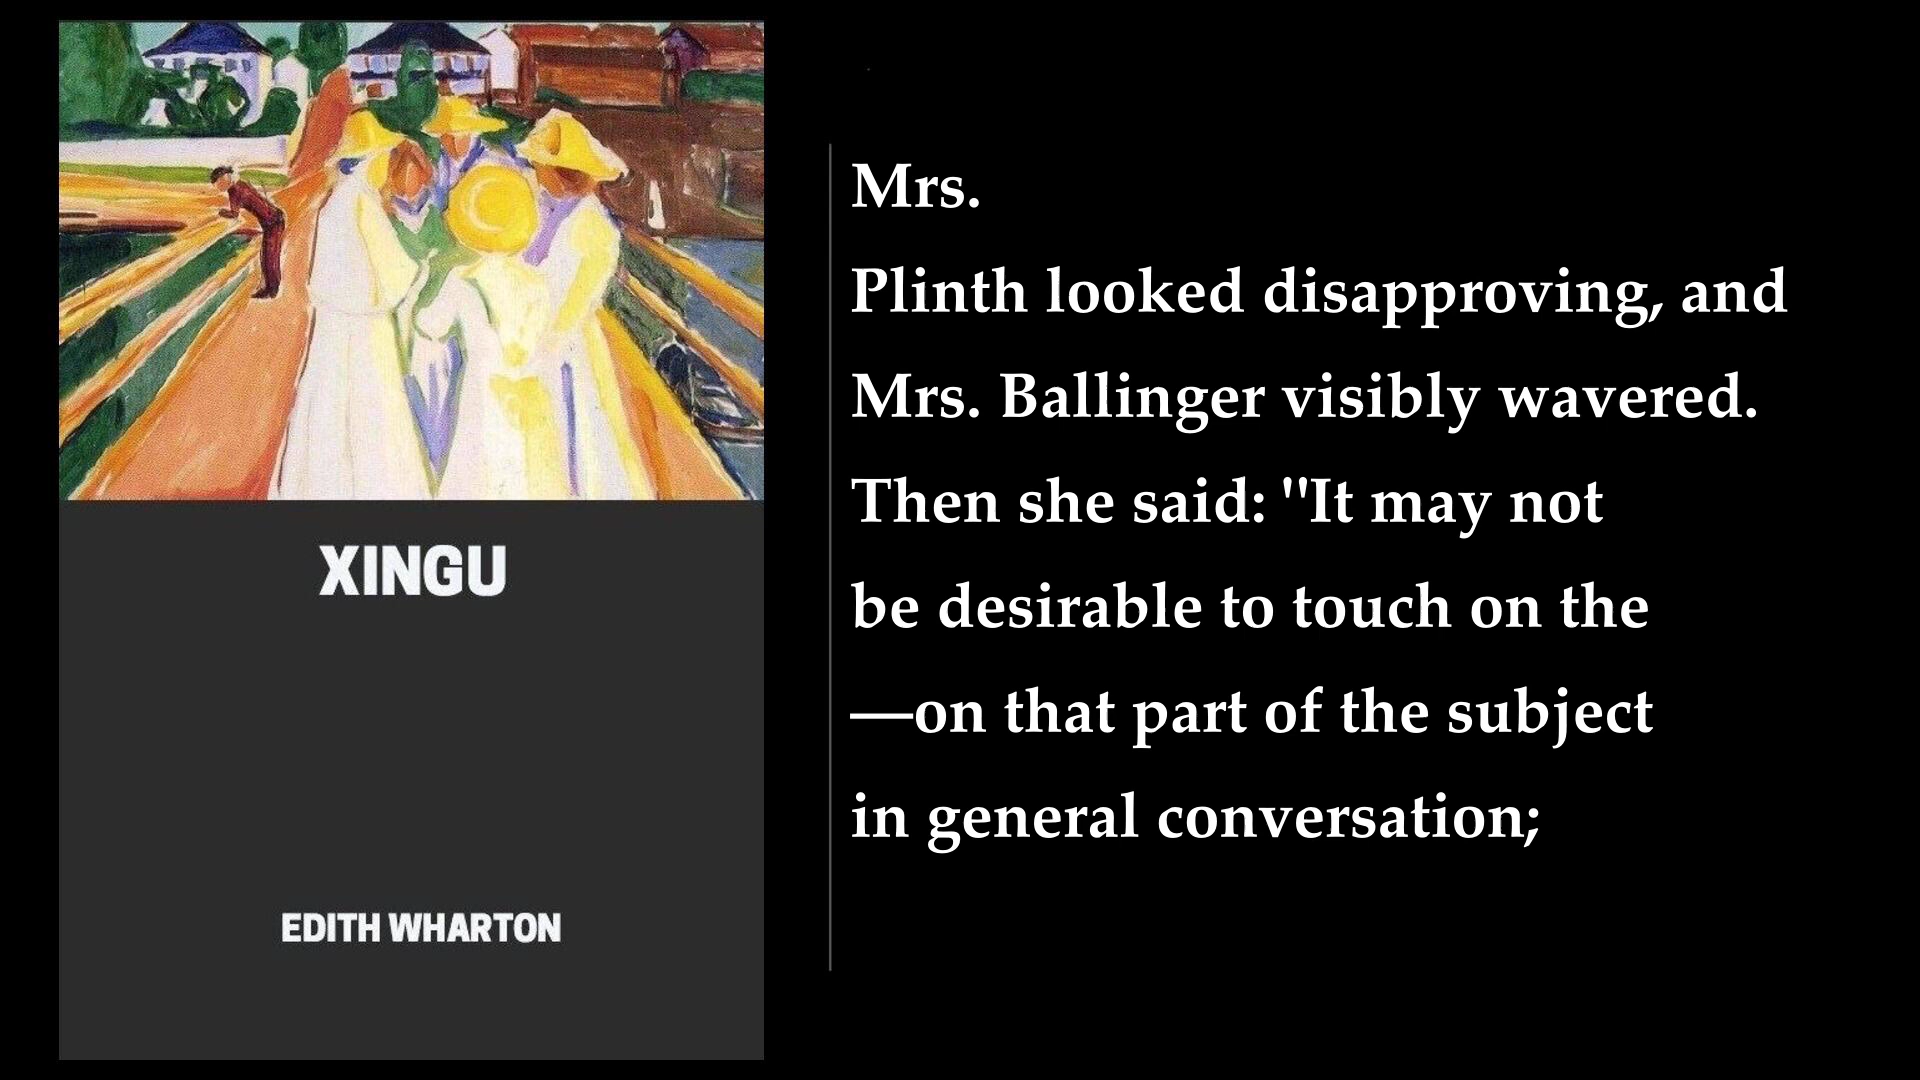 XINGU
EDITH WHARTON
Mrs.
Plinth looked disapproving, and
Mrs. Ballinger visibly wavered.
Then she said: "It may not
be desirable to touch on the
—on that part of the subject
in general conversation;